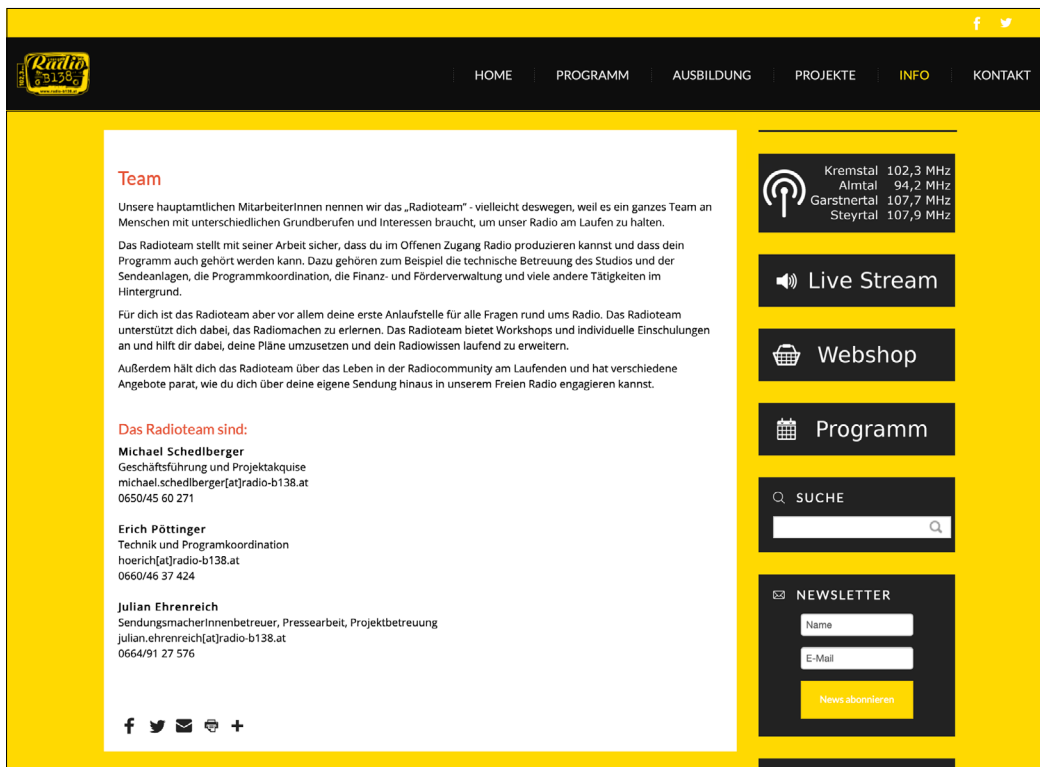 102,3 MHz
Radio
B138
www.radio-b138.at
HOME
PROGRAMM
AUSBILDUNG
PROJEKTE
INFO
KONTAKT
Team
Unsere hauptamtlichen MitarbeiterInnen nennen wir das „Radioteam“ - vielleicht deswegen, weil es ein ganzes Team an
Menschen mit unterschiedlichen Grundberufen und Interessen braucht, um unser Radio am Laufen zu halten.
Das Radioteam stellt mit seiner Arbeit sicher, dass du im Offenen Zugang Radio produzieren kannst und dass dein
Programm auch gehört werden kann. Dazu gehören zum Beispiel die technische Betreuung des Studios und der
Sendeanlagen, die Programmkoordination, die Finanz- und Förderverwaltung und viele andere Tätigkeiten im
Hintergrund.
Für dich ist das Radioteam aber vor allem deine erste Anlaufstelle für alle Fragen rund ums Radio. Das Radioteam
unterstützt dich dabei, das Radiomachen zu erlernen. Das Radioteam bietet Workshops und individuelle Einschulungen
an und hilft dir dabei, deine Pläne umzusetzen und dein Radiowissen laufend zu erweitern.
Außerdem hält dich das Radioteam über das Leben in der Radiocommunity am Laufenden und hat verschiedene
Angebote parat, wie du dich über deine eigene Sendung hinaus in unserem Freien Radio engagieren kannst.
Das Radioteam sind:
Michael Schedlberger
Geschäftsführung und Projektakquise
michael.schedlberger[at]radio-b138.at
0650/45 60 271
Erich Pöttinger
Technik und Programkoordination
hoerich[at]radio-b138.at
0660/46 37 424
Julian Ehrenreich
SendungsmacherInnenbetreuer, Pressearbeit, Projektbetreuung
julian.ehrenreich[at]radio-b138.at
0664/91 27 576
Kremstal 102,3 MHz
Almtal 94,2 MHz
Garstnertal 107,7 MHz
Steyrtal 107,9 MHz
Live Stream
Webshop
Programm
SUCHE
NEWSLETTER
Name
E-Mail
News abonnieren